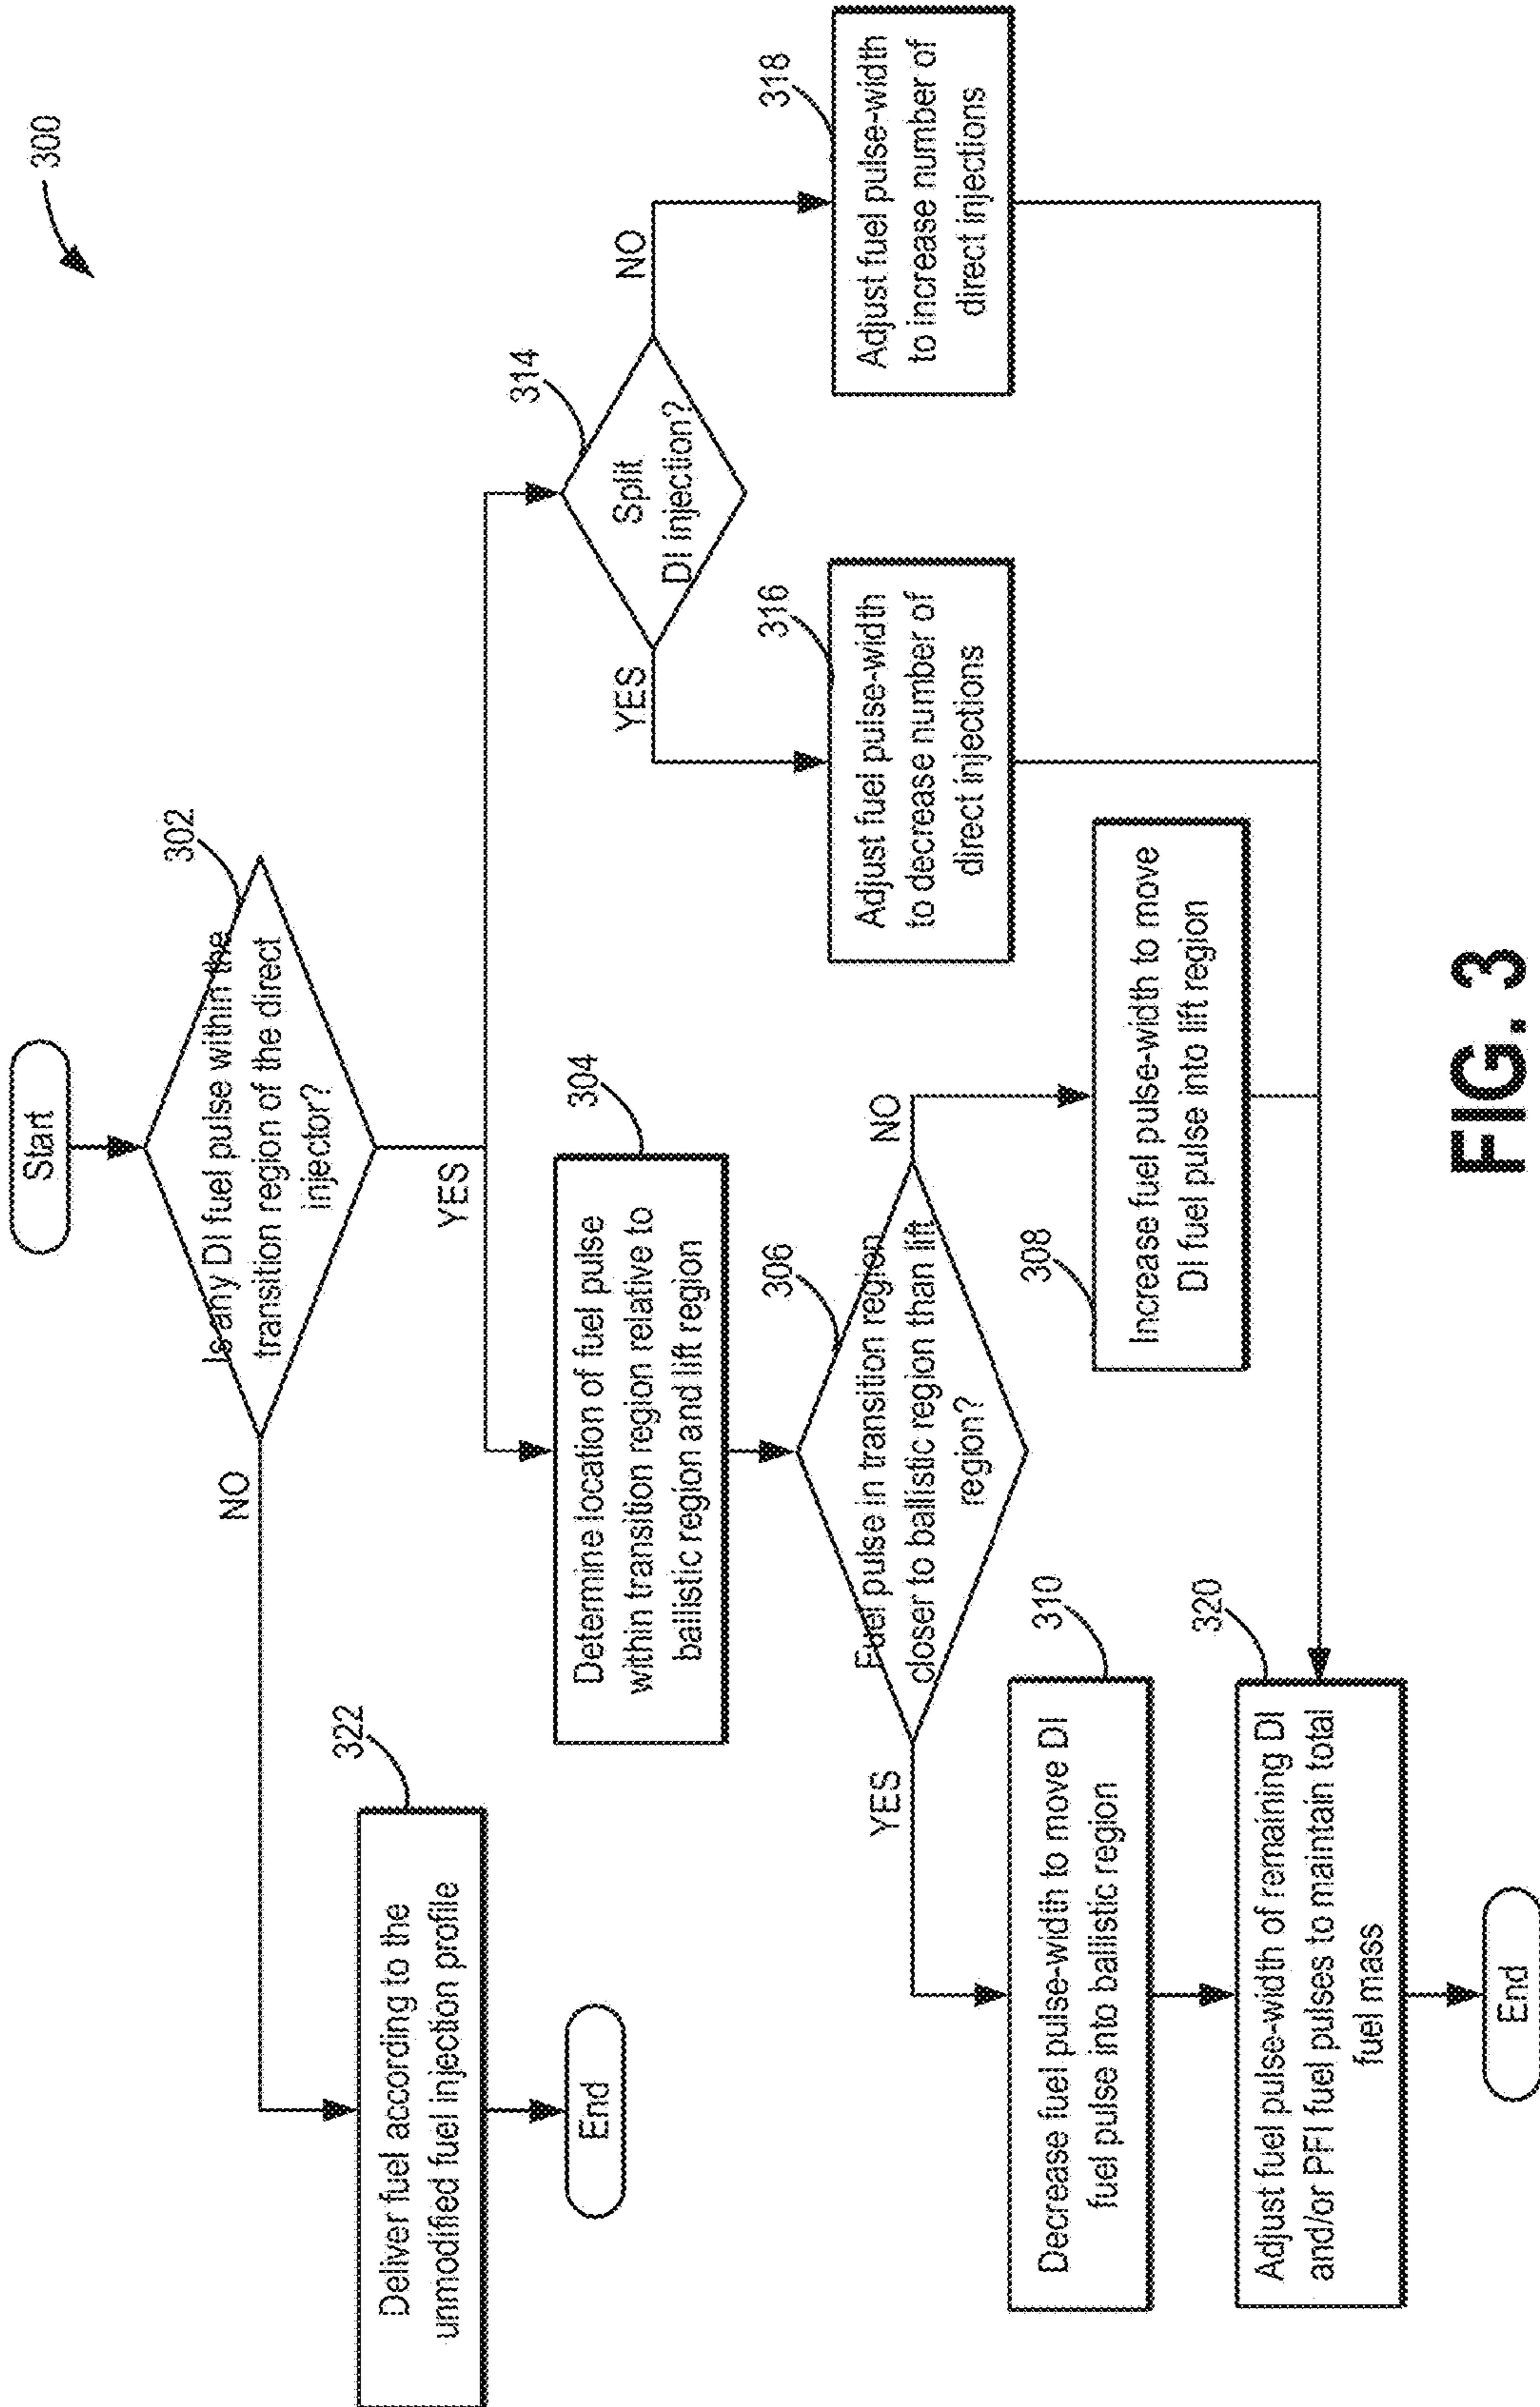 300
Start
302
Is any DI fuel pulse within the
transition region of the direct
injector?
NO
YES
322
Deliver fuel according to the
unmodified fuel injection profile
End
304
Determine location of fuel pulse
within transition region relative to
ballistic region and lift region
314
Split
DI injection?
YES
NO
306
Fuel pulse in transition region
closer to ballistic region than lift
region?
YES
NO
316
Adjust fuel pulse-width
to decrease number of
direct injections
318
Adjust fuel pulse-width
to increase number of
direct injections
310
Decrease fuel pulse-width to move DI
fuel pulse into ballistic region
308
Increase fuel pulse-width to move
DI fuel pulse into lift region
320
Adjust fuel pulse-width of remaining DI
and/or PFI fuel pulses to maintain total
fuel mass
End
FIG. 3